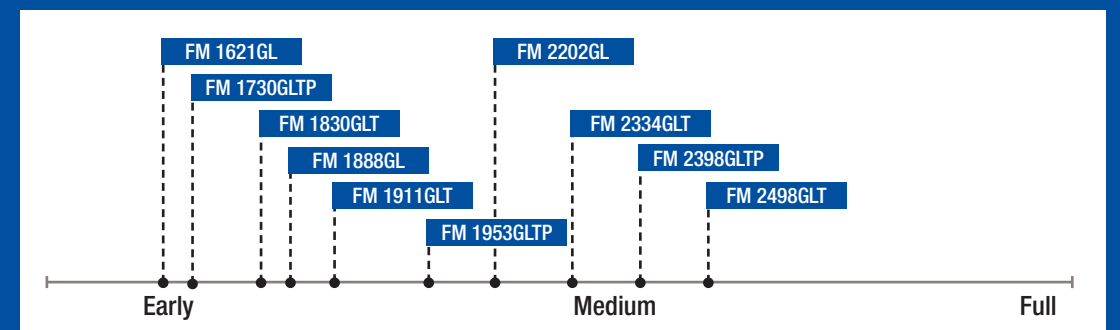 FM 1621GL
FM 2202GL
FM 1730GLTP
FM 1830GLT
FM 2334GLT
FM 1888GL
FM 2398GLTP
FM 1911GLT
FM 2498GLT
FM 1953GLTP
Early
Medium
Full